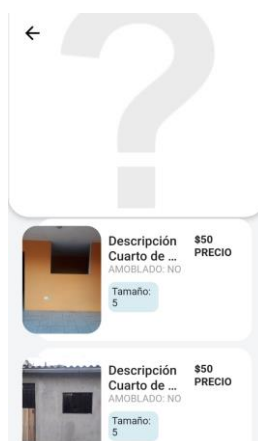 Descripción
Cuarto de ...
AMOBLADO: NO
Tamaño:
5
$50
PRECIO
Descripción
Cuarto de ...
AMOBLADO: NO
Tamaño:
5
$50
PRECIO